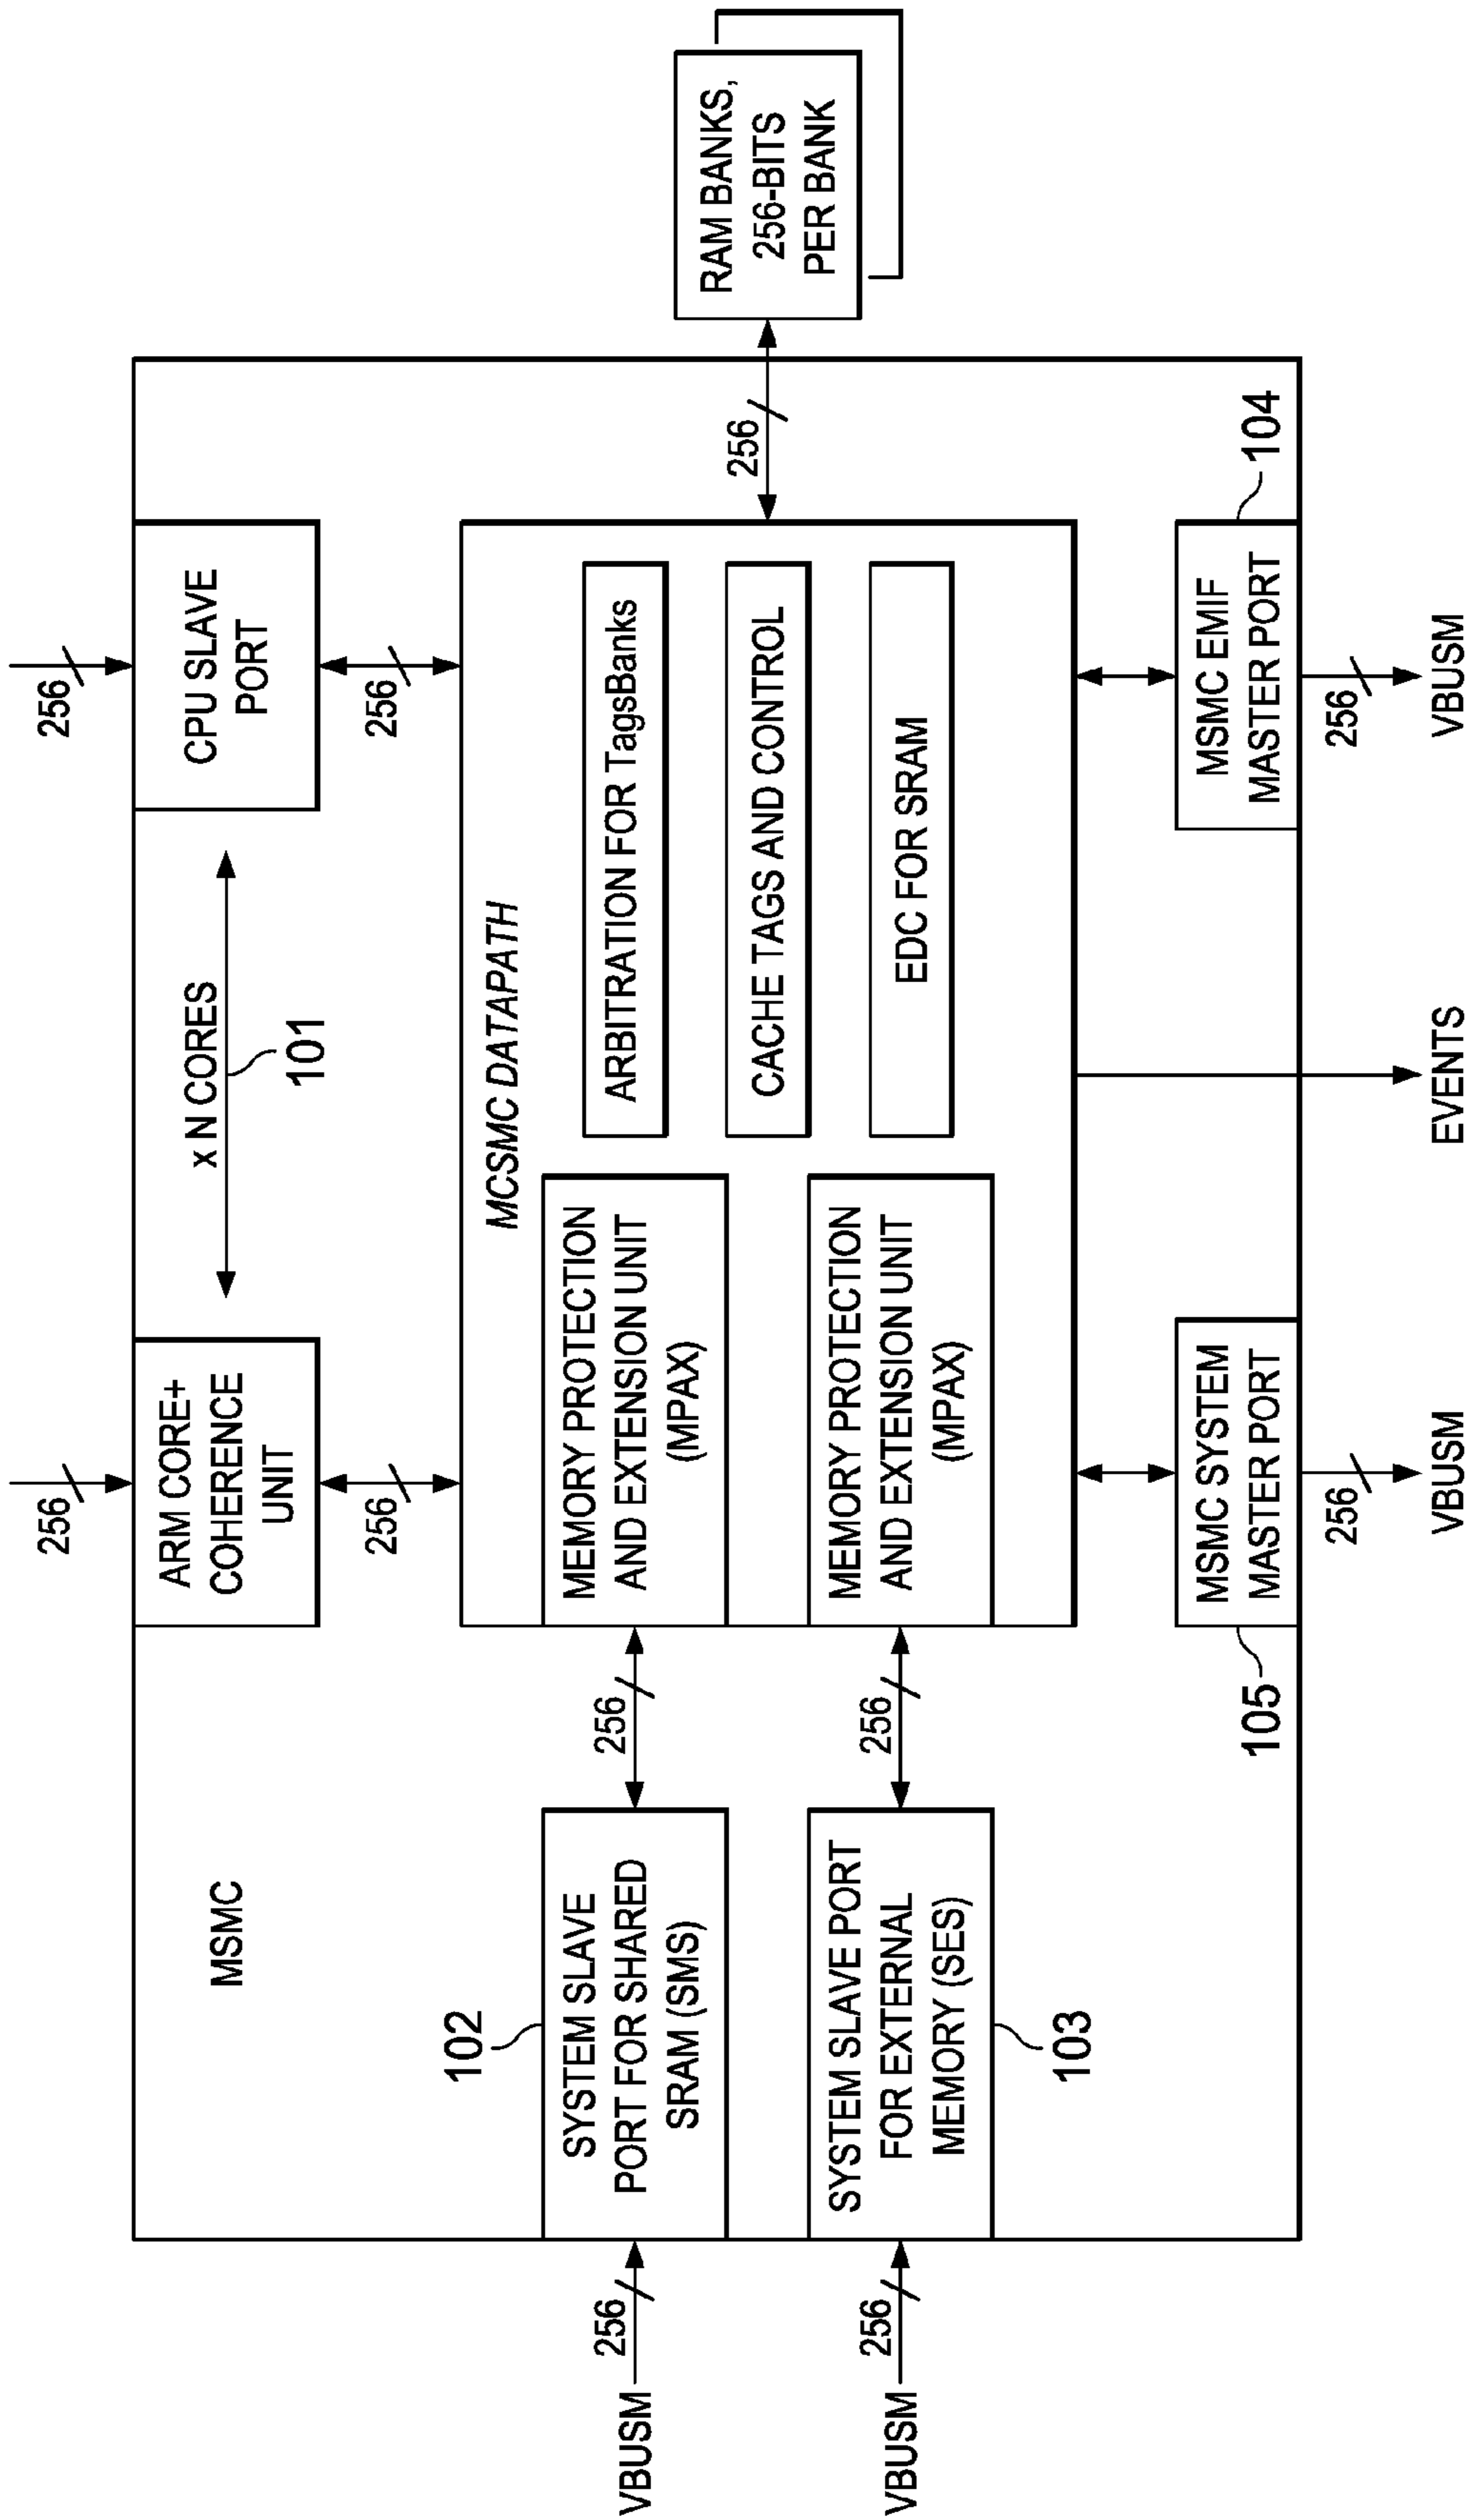 256
256
ARM CORE+
COHERENCE
UNIT
x N CORES
101
CPU SLAVE
PORT
MSMC
256
256
MCSMC DATAPATH
VBUSM
256
102
SYSTEM SLAVE
PORT FOR SHARED
SRAM (SMS)
256
MEMORY PROTECTION
AND EXTENSION UNIT
(MPAX)
ARBITRATION FOR TagsBanks
CACHE TAGS AND CONTROL
EDC FOR SRAM
256
RAM BANKS,
256-BITS
PER BANK
VBUSM
256
SYSTEM SLAVE PORT
FOR EXTERNAL
MEMORY (SES)
103
256
MEMORY PROTECTION
AND EXTENSION UNIT
(MPAX)
105
MSMC SYSTEM
MASTER PORT
MSMC EMIF
MASTER PORT
104
256
256
VBUSM
EVENTS
VBUSM